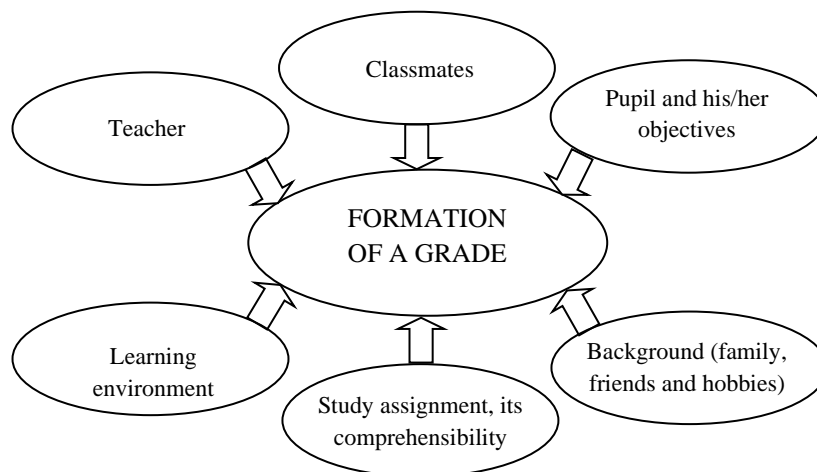 Classmates
Teacher
Pupil and his/her
objectives
FORMATION
OF A GRADE
Learning
environment
Background (family,
friends and hobbies)
Study assignment, its
comprehensibility